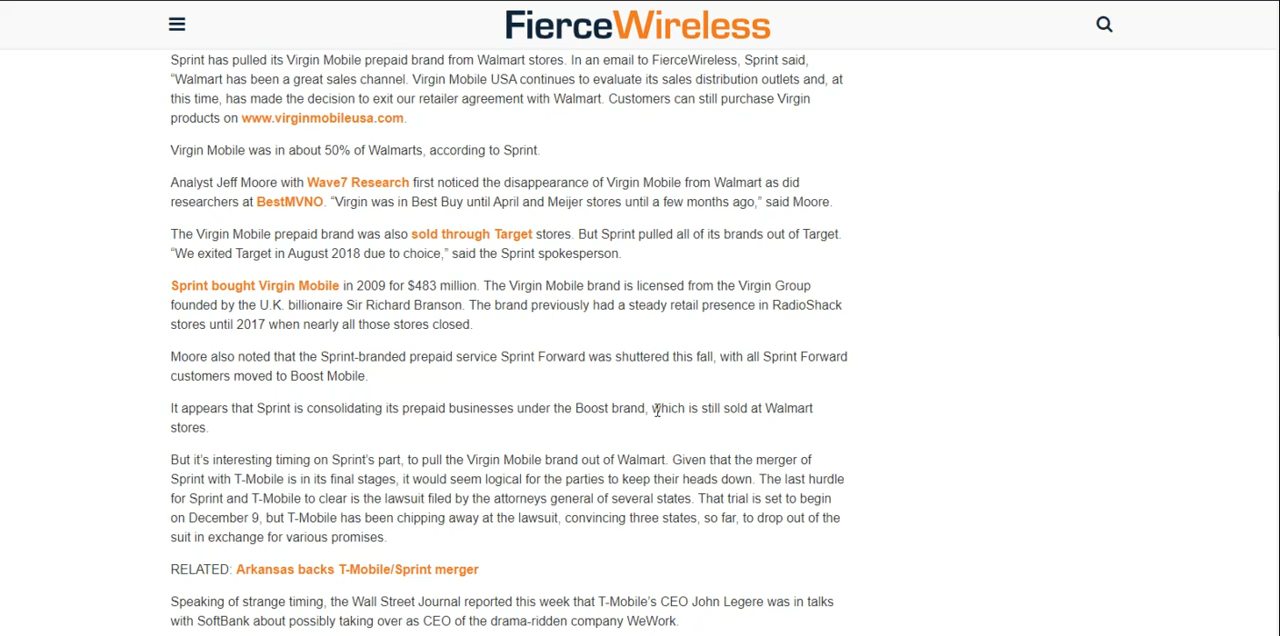 FierceWireless
Sprint has pulled its Virgin Mobile prepaid brand from Walmart stores. In an email to FierceWireless, Sprint said,
“Walmart has been a great sales channel. Virgin Mobile USA continues to evaluate its sales distribution outlets and, at
this time, has made the decision to exit our retailer agreement with Walmart. Customers can still purchase Virgin
products on www.virginmobileusa.com.
Virgin Mobile was in about 50% of Walmarts, according to Sprint.
Analyst Jeff Moore with Wave7 Research first noticed the disappearance of Virgin Mobile from Walmart as did
researchers at BestMVNO. “Virgin was in Best Buy until April and Meijer stores until a few months ago,” said Moore.
The Virgin Mobile prepaid brand was also sold through Target stores. But Sprint pulled all of its brands out of Target.
“We exited Target in August 2018 due to choice,” said the Sprint spokesperson.
Sprint bought Virgin Mobile in 2009 for $483 million. The Virgin Mobile brand is licensed from the Virgin Group
founded by the U.K. billionaire Sir Richard Branson. The brand previously had a steady retail presence in RadioShack
stores until 2017 when nearly all those stores closed.
Moore also noted that the Sprint-branded prepaid service Sprint Forward was shuttered this fall, with all Sprint Forward
customers moved to Boost Mobile.
It appears that Sprint is consolidating its prepaid businesses under the Boost brand, which is still sold at Walmart
stores.
But it’s interesting timing on Sprint’s part, to pull the Virgin Mobile brand out of Walmart. Given that the merger of
Sprint with T-Mobile is in its final stages, it would seem logical for the parties to keep their heads down. The last hurdle
for Sprint and T-Mobile to clear is the lawsuit filed by the attorneys general of several states. That trial is set to begin
on December 9, but T-Mobile has been chipping away at the lawsuit, convincing three states, so far, to drop out of the
suit in exchange for various promises.
RELATED: Arkansas backs T-Mobile/Sprint merger
Speaking of strange timing, the Wall Street Journal reported this week that T-Mobile’s CEO John Legere was in talks
with SoftBank about possibly taking over as CEO of the drama-ridden company WeWork.